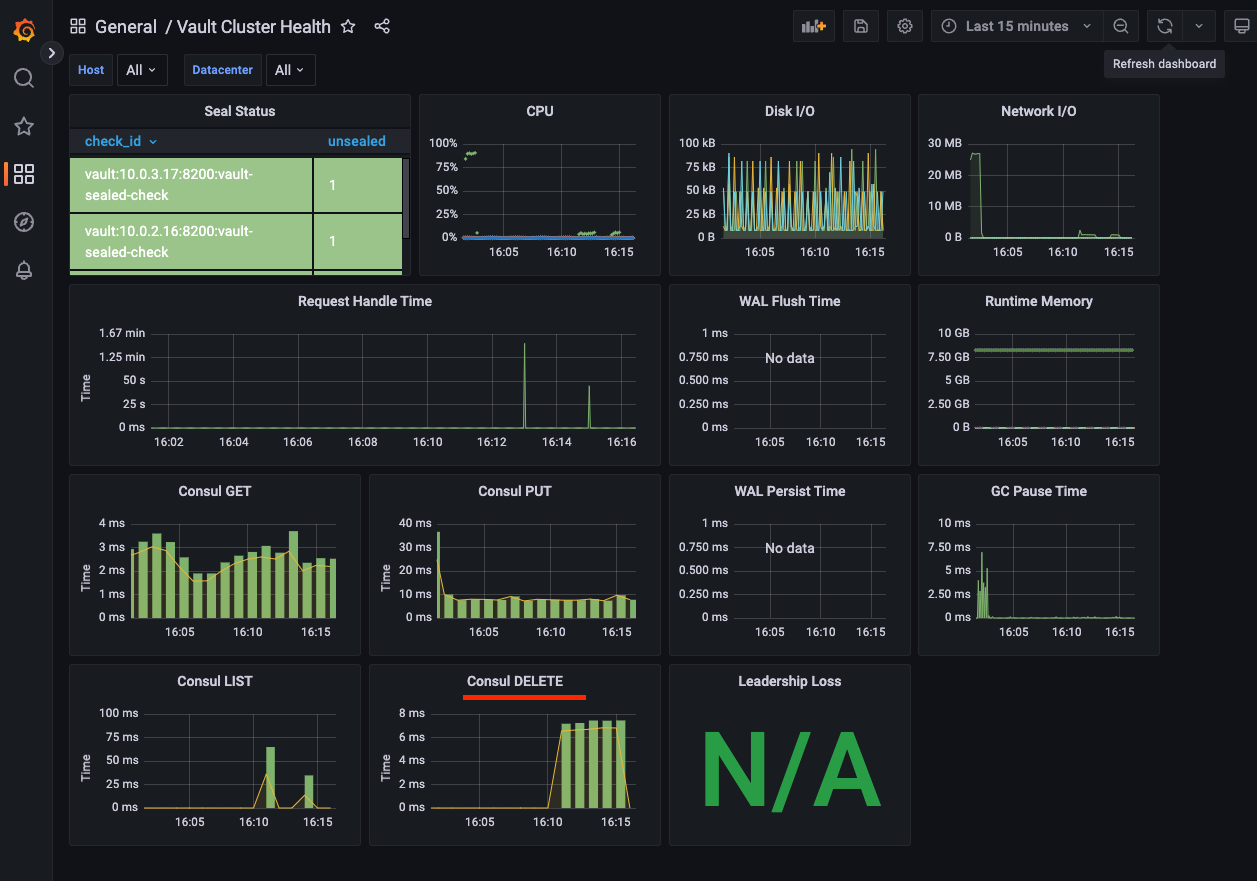 General / Vault Cluster Health
Last 15 minutes
Refresh dashboard
Host All Datacenter All
Seal Status
check_id unsealed
vault:10.0.3.17:8200:vault-
sealed-check
1
vault:10.0.2.16:8200:vault-
sealed-check
1
CPU
100%
75%
50%
25%
0%
16:05 16:10 16:15
Disk I/O
100 kB
75 kB
50 kB
25 kB
0 B
16:05 16:10 16:15
Network I/O
30 MB
20 MB
10 MB
0 B
16:05 16:10 16:15
Request Handle Time
Time
1.67 min
1.25 min
50 s
25 s
0 ms
16:02 16:04 16:06 16:08 16:10 16:12 16:14 16:16
WAL Flush Time
1 ms
0.750 ms
No data
0.500 ms
0.250 ms
0 ms
16:05 16:10 16:15
Runtime Memory
10 GB
7.50 GB
5 GB
2.50 GB
0 B
16:05 16:10 16:15
Consul GET
Time
4 ms
3 ms
2 ms
1 ms
0 ms
16:05 16:10 16:15
Consul PUT
Time
40 ms
30 ms
20 ms
10 ms
0 ms
16:05 16:10 16:15
WAL Persist Time
1 ms
0.750 ms
No data
0.500 ms
0.250 ms
0 ms
16:05 16:10 16:15
GC Pause Time
10 ms
7.50 ms
5 ms
2.50 ms
0 ms
16:05 16:10 16:15
Consul LIST
Time
100 ms
75 ms
50 ms
25 ms
0 ms
16:05 16:10 16:15
Consul DELETE
Time
8 ms
6 ms
4 ms
2 ms
0 ms
16:05 16:10 16:15
Leadership Loss
N/A